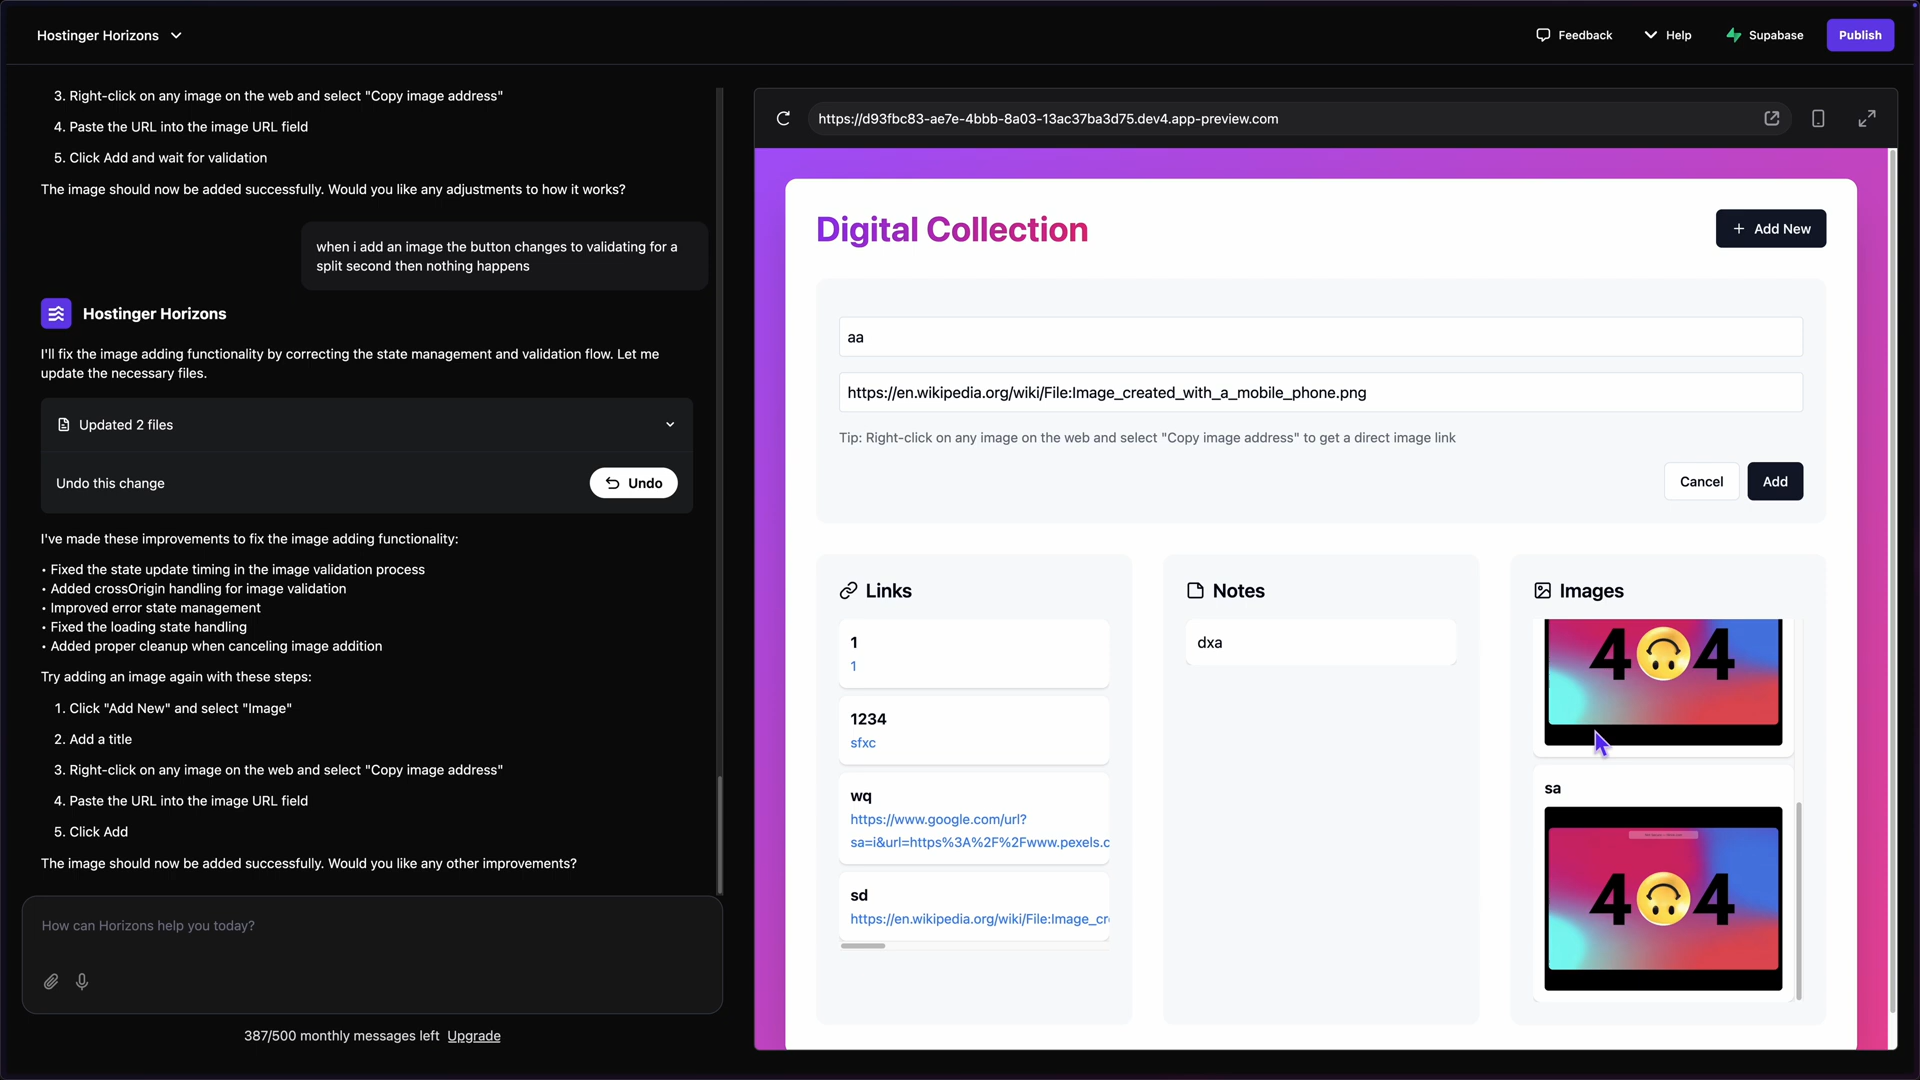 Hostinger Horizons
Feedback
Help
Supabase
Publish
3. Right-click on any image on the web and select "Copy image address"
4. Paste the URL into the image URL field
5. Click Add and wait for validation
The image should now be added successfully. Would you like any adjustments to how it works?
when i add an image the button changes to validating for a
split second then nothing happens
Hostinger Horizons
I'll fix the image adding functionality by correcting the state management and validation flow. Let me
update the necessary files.
Updated 2 files
Undo this change
Undo
I've made these improvements to fix the image adding functionality:
• Fixed the state update timing in the image validation process
• Added crossOrigin handling for image validation
• Improved error state management
• Fixed the loading state handling
• Added proper cleanup when canceling image addition
Try adding an image again with these steps:
1. Click "Add New" and select "Image"
2. Add a title
3. Right-click on any image on the web and select "Copy image address"
4. Paste the URL into the image URL field
5. Click Add
The image should now be added successfully. Would you like any other improvements?
How can Horizons help you today?
387/500 monthly messages left Upgrade
https://d93fbc83-ae7e-4bbb-8a03-13ac37ba3d75.dev4.app-preview.com
Digital Collection
+ Add New
aa
https://en.wikipedia.org/wiki/File:Image_created_with_a_mobile_phone.png
Tip: Right-click on any image on the web and select "Copy image address" to get a direct image link
Cancel
Add
Links
1
1
1234
sfxc
wq
https://www.google.com/url?
sa=i&url=https%3A%2F%2Fwww.pexels.c
sd
https://en.wikipedia.org/wiki/File:Image_cr
Notes
dxa
Images
4🙃4
sa
4🙃4